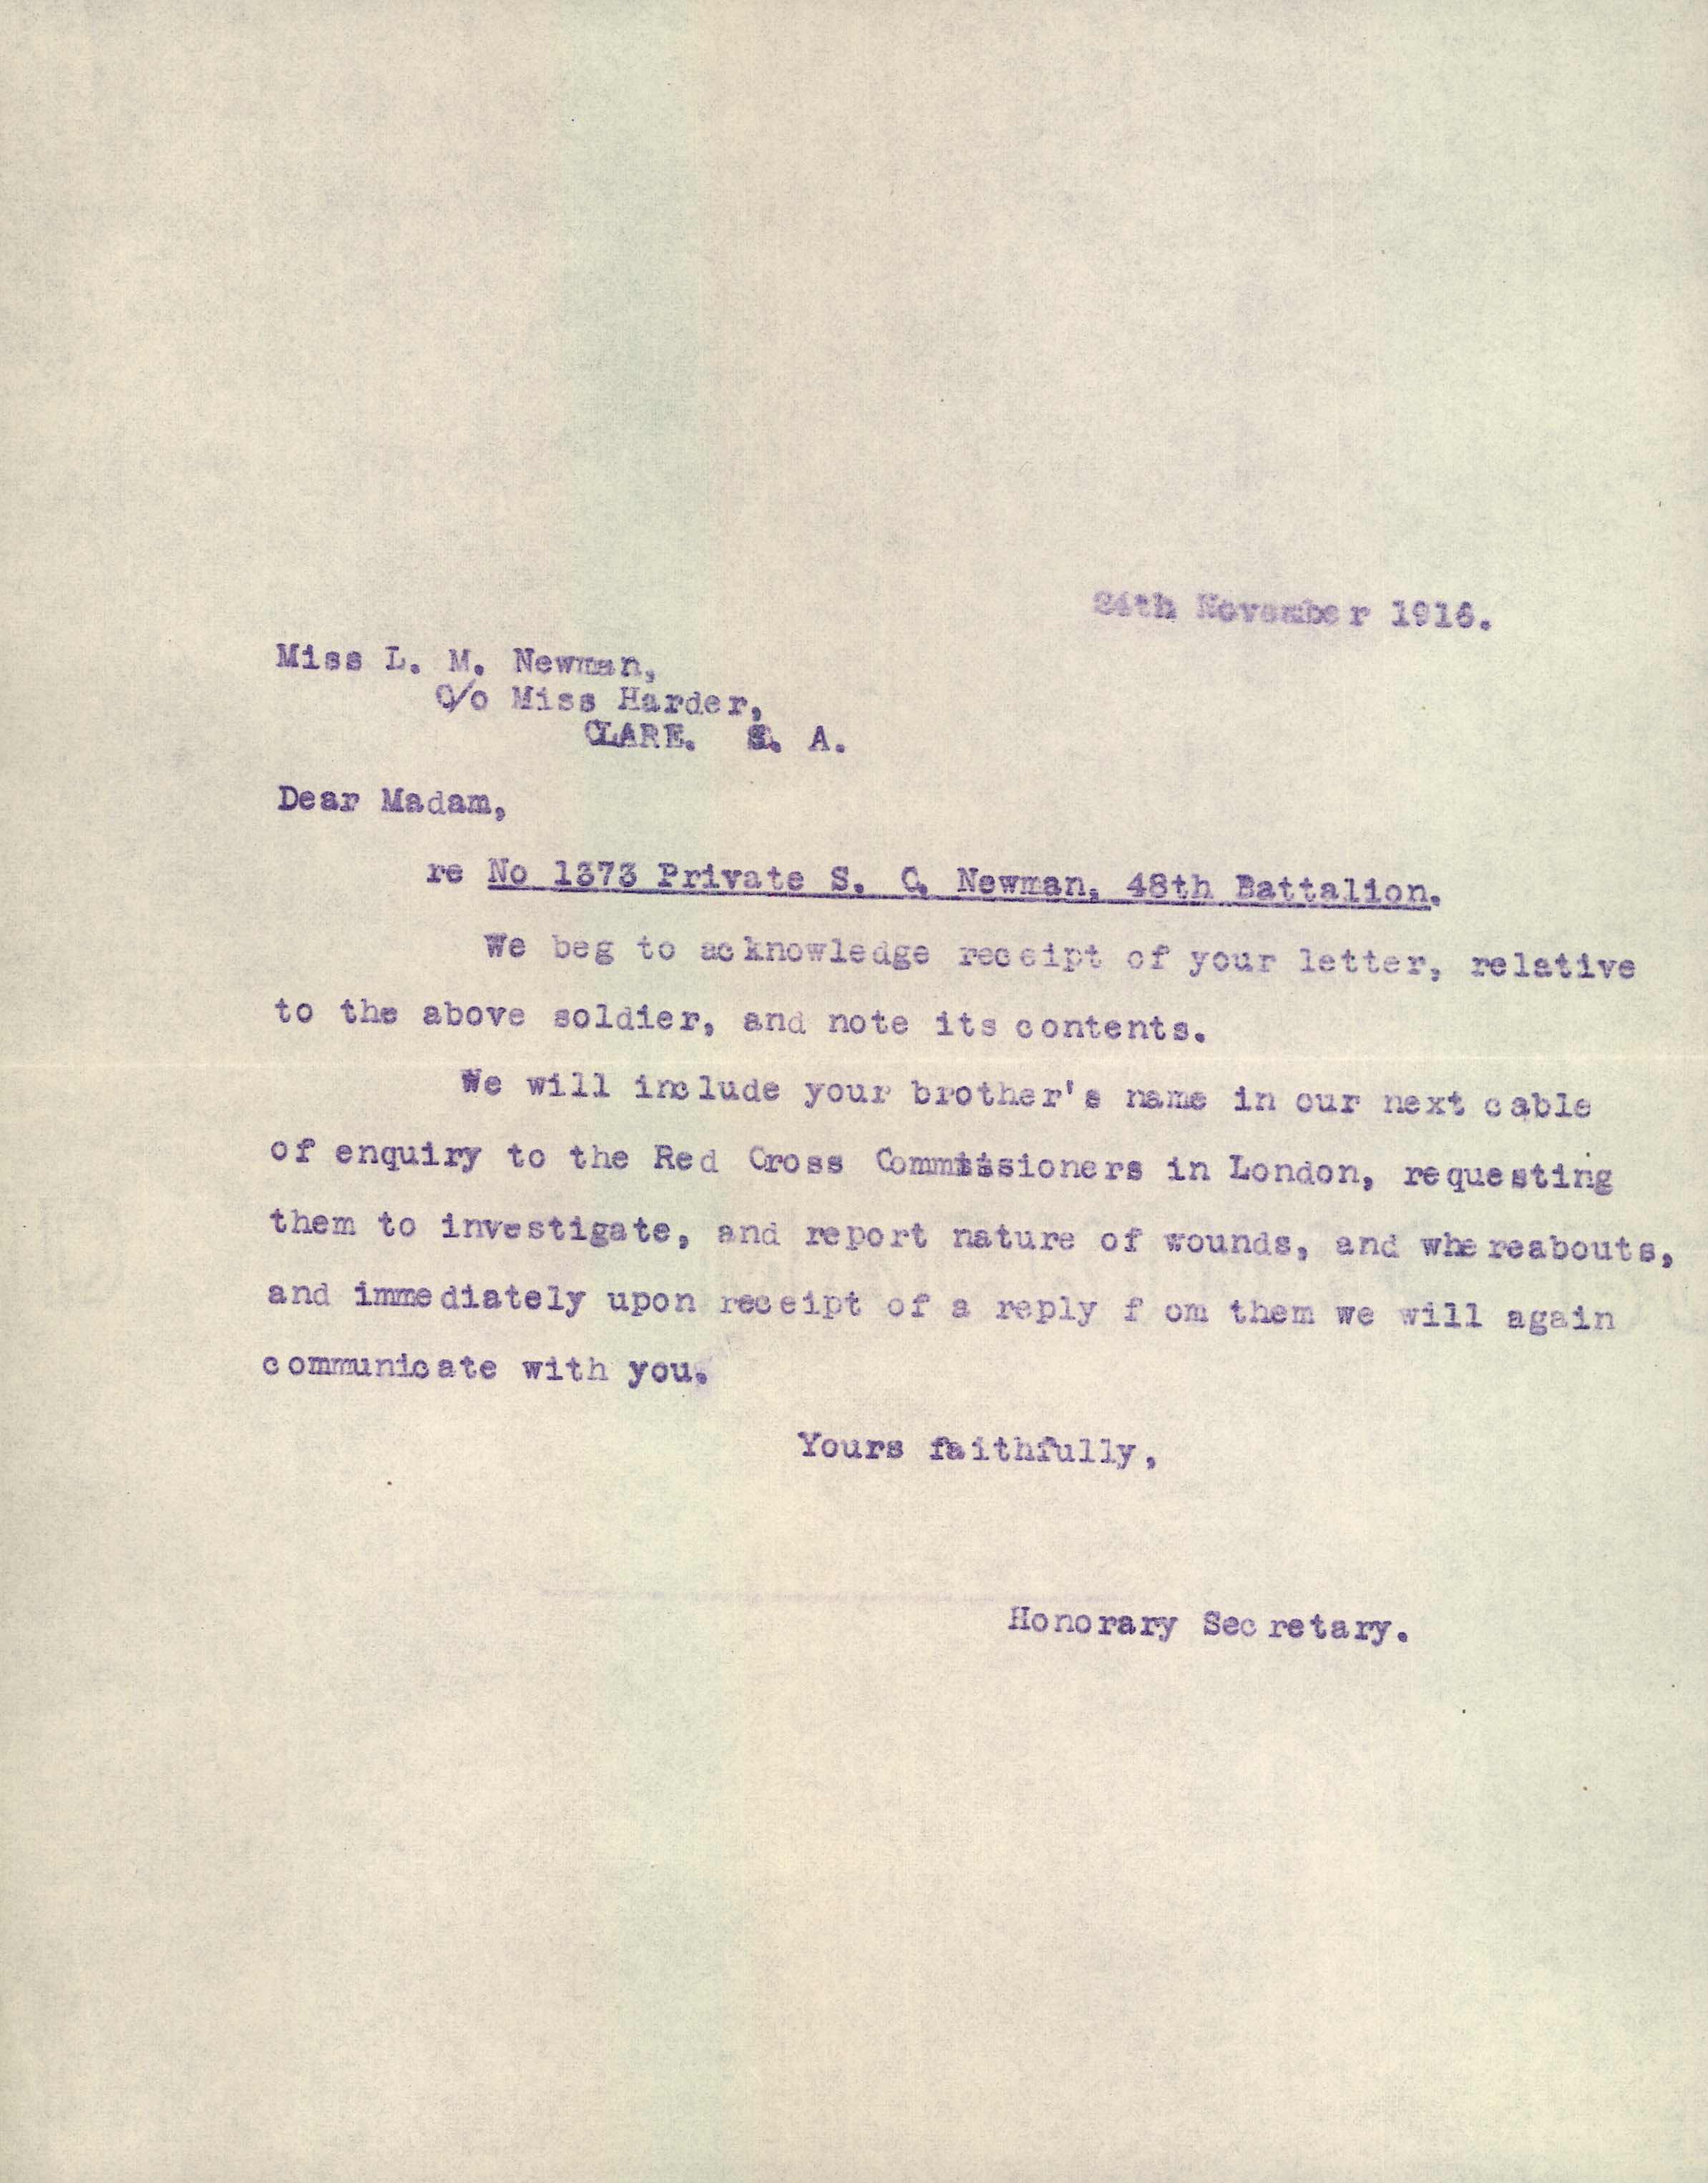 24th November 1916.
Miss L. M. Newman,
C/o Miss Harder,
CLARE. S. A.
Dear Madam,
re No 1373 Private S. C. Newman, 48th Battalion.
We beg to acknowledge receipt of your letter, relative
to the above soldier, and note its contents.
We will include your brother's name in our next cable
of enquiry to the Red Cross Commissioners in London, requesting
them to investigate, and report nature of wounds, and whereabouts,
and immediately upon receipt of a reply f om them we will again
communicate with you.
Yours faithfully,
Honorary Secretary.